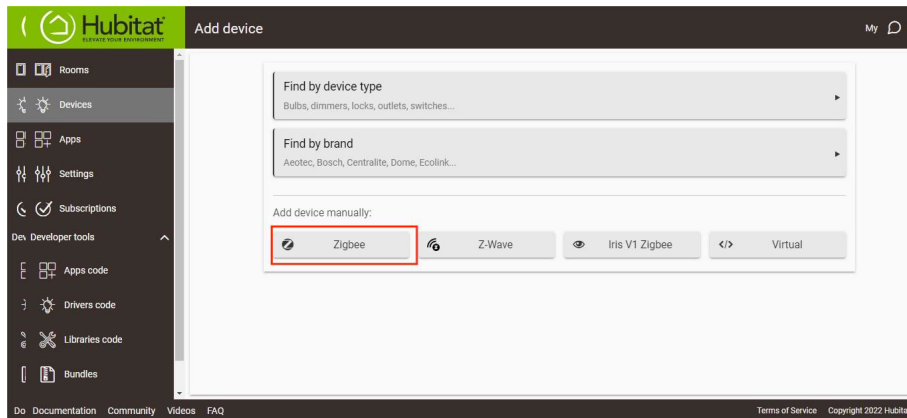 Hubitat
ELEVATE YOUR ENVIRONMENT
Add device
My
Rooms
Devices
Apps
Settings
Subscriptions
Dev Developer tools
Apps code
Drivers code
Libraries code
Bundles
Find by device type
Bulbs, dimmers, locks, outlets, switches...
Find by brand
Aeotec, Bosch, Centralite, Dome, Ecolink...
Add device manually:
Zigbee
Z-Wave
Iris V1 Zigbee
Virtual
Do Documentation Community Videos FAQ
Terms of Service Copyright 2022 Hubita